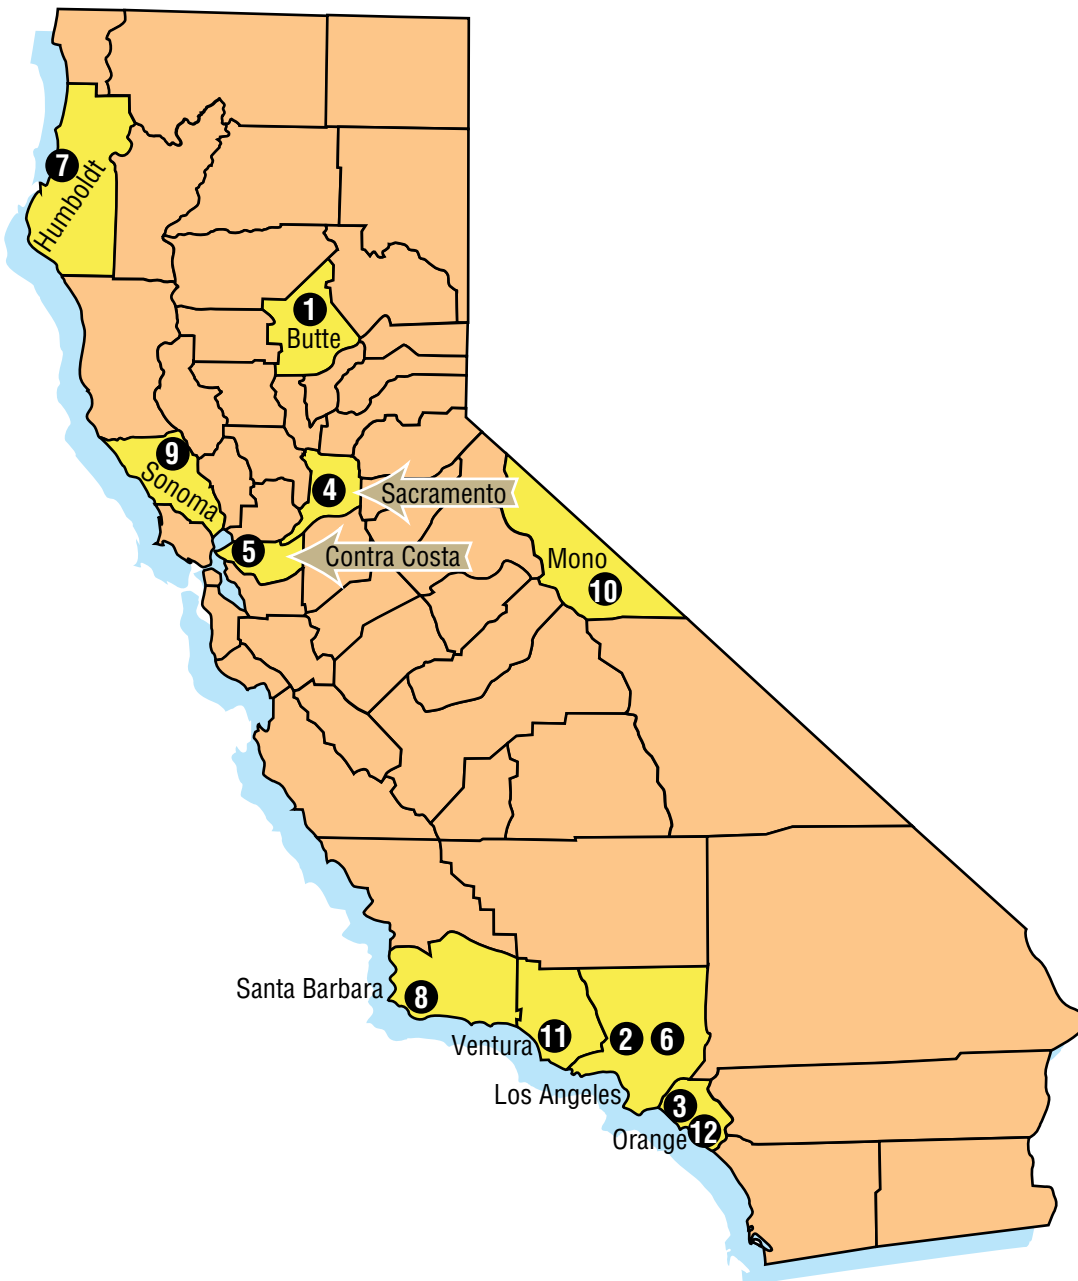 7
Humboldt
1
Butte
9
Sonoma
4
Sacramento
5
Contra Costa
Mono
10
Santa Barbara
8
Ventura
11
2
6
Los Angeles
3
Orange
12